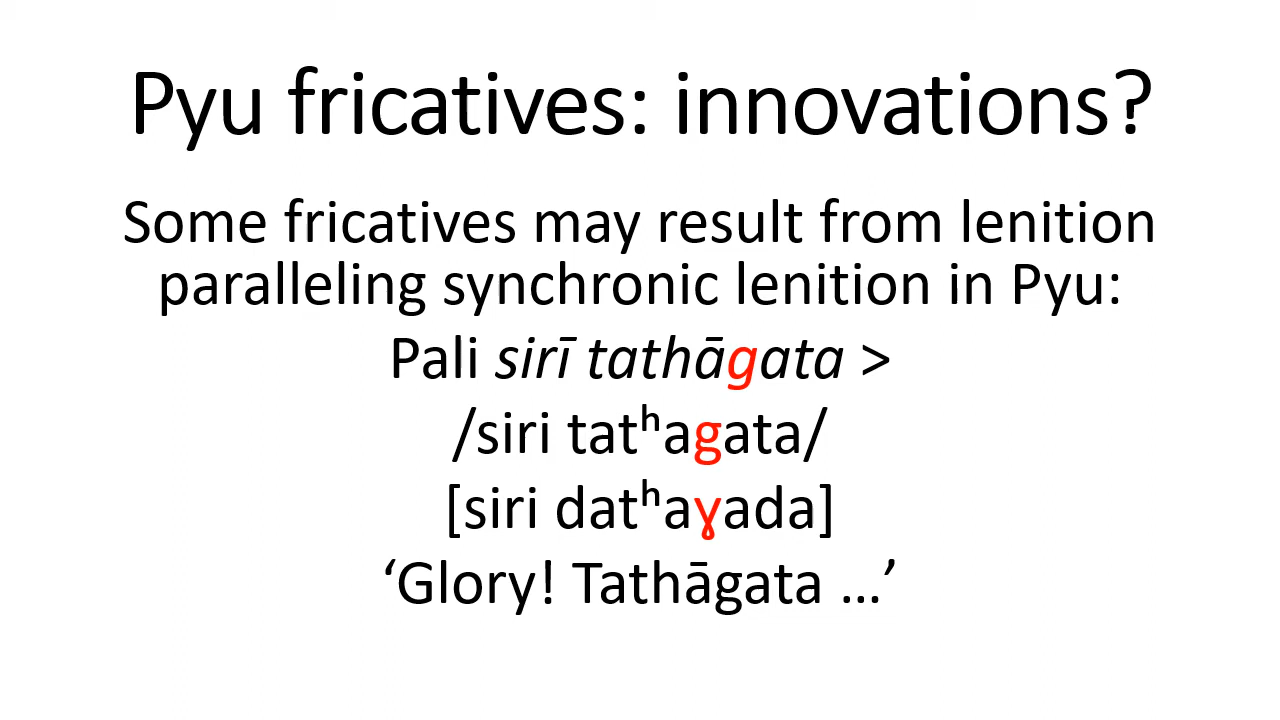 Pyu fricatives: innovations?
Some fricatives may result from lenition
paralleling synchronic lenition in Pyu:
Pali sirī tathāgata >
/siri tatʰagata/
[siri datʰaɣada]
‘Glory! Tathāgata …’